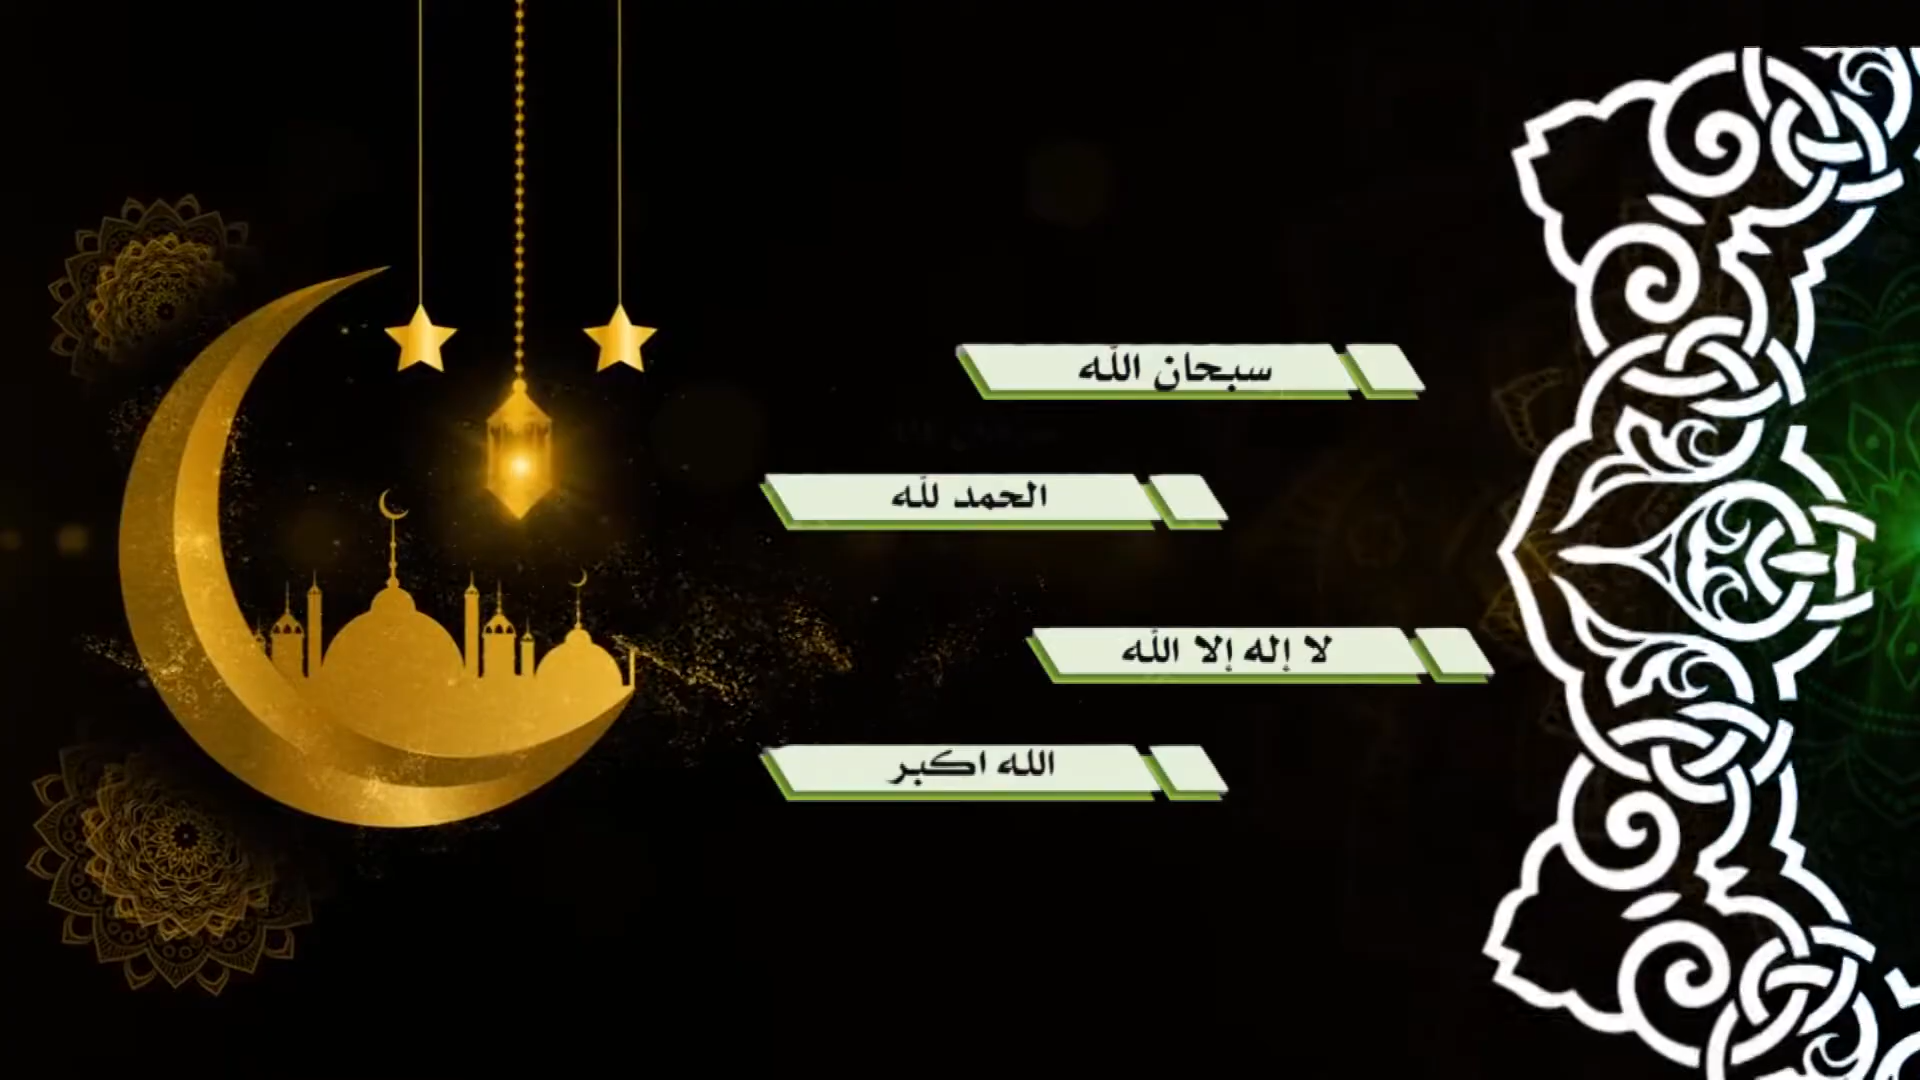 سبحان الله
الحمد لله
لا إله إلا الله
الله اكبر